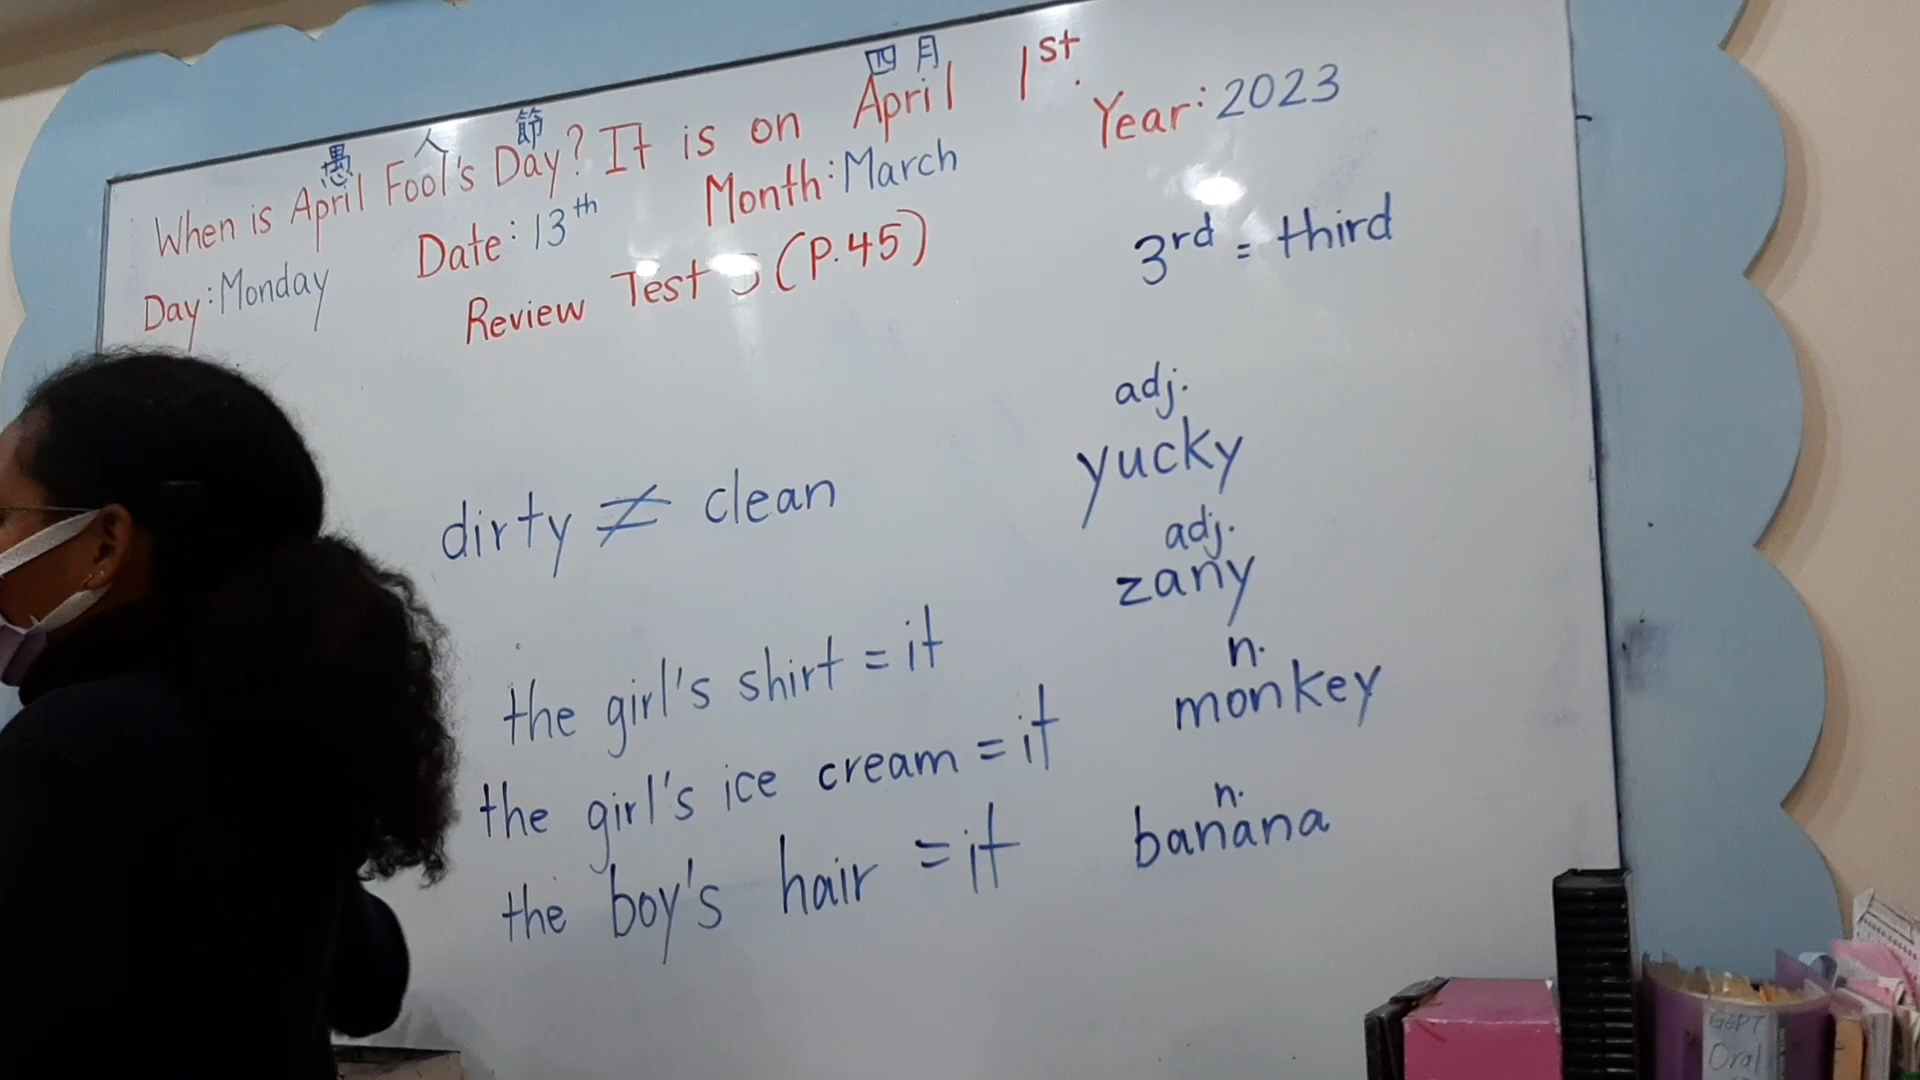 四月
愚 人 節
When is April Fool's Day? It is on April 1st.
Day: Monday Date: 13th Month: March Year: 2023
Review Test 5 (P.45)
3rd = third
dirty ≠ clean
the girl's shirt = it
the girl's ice cream = it
the boy's hair = it
adj.
yucky
adj.
zany
n.
monkey
n.
banana
GEPT
Oral